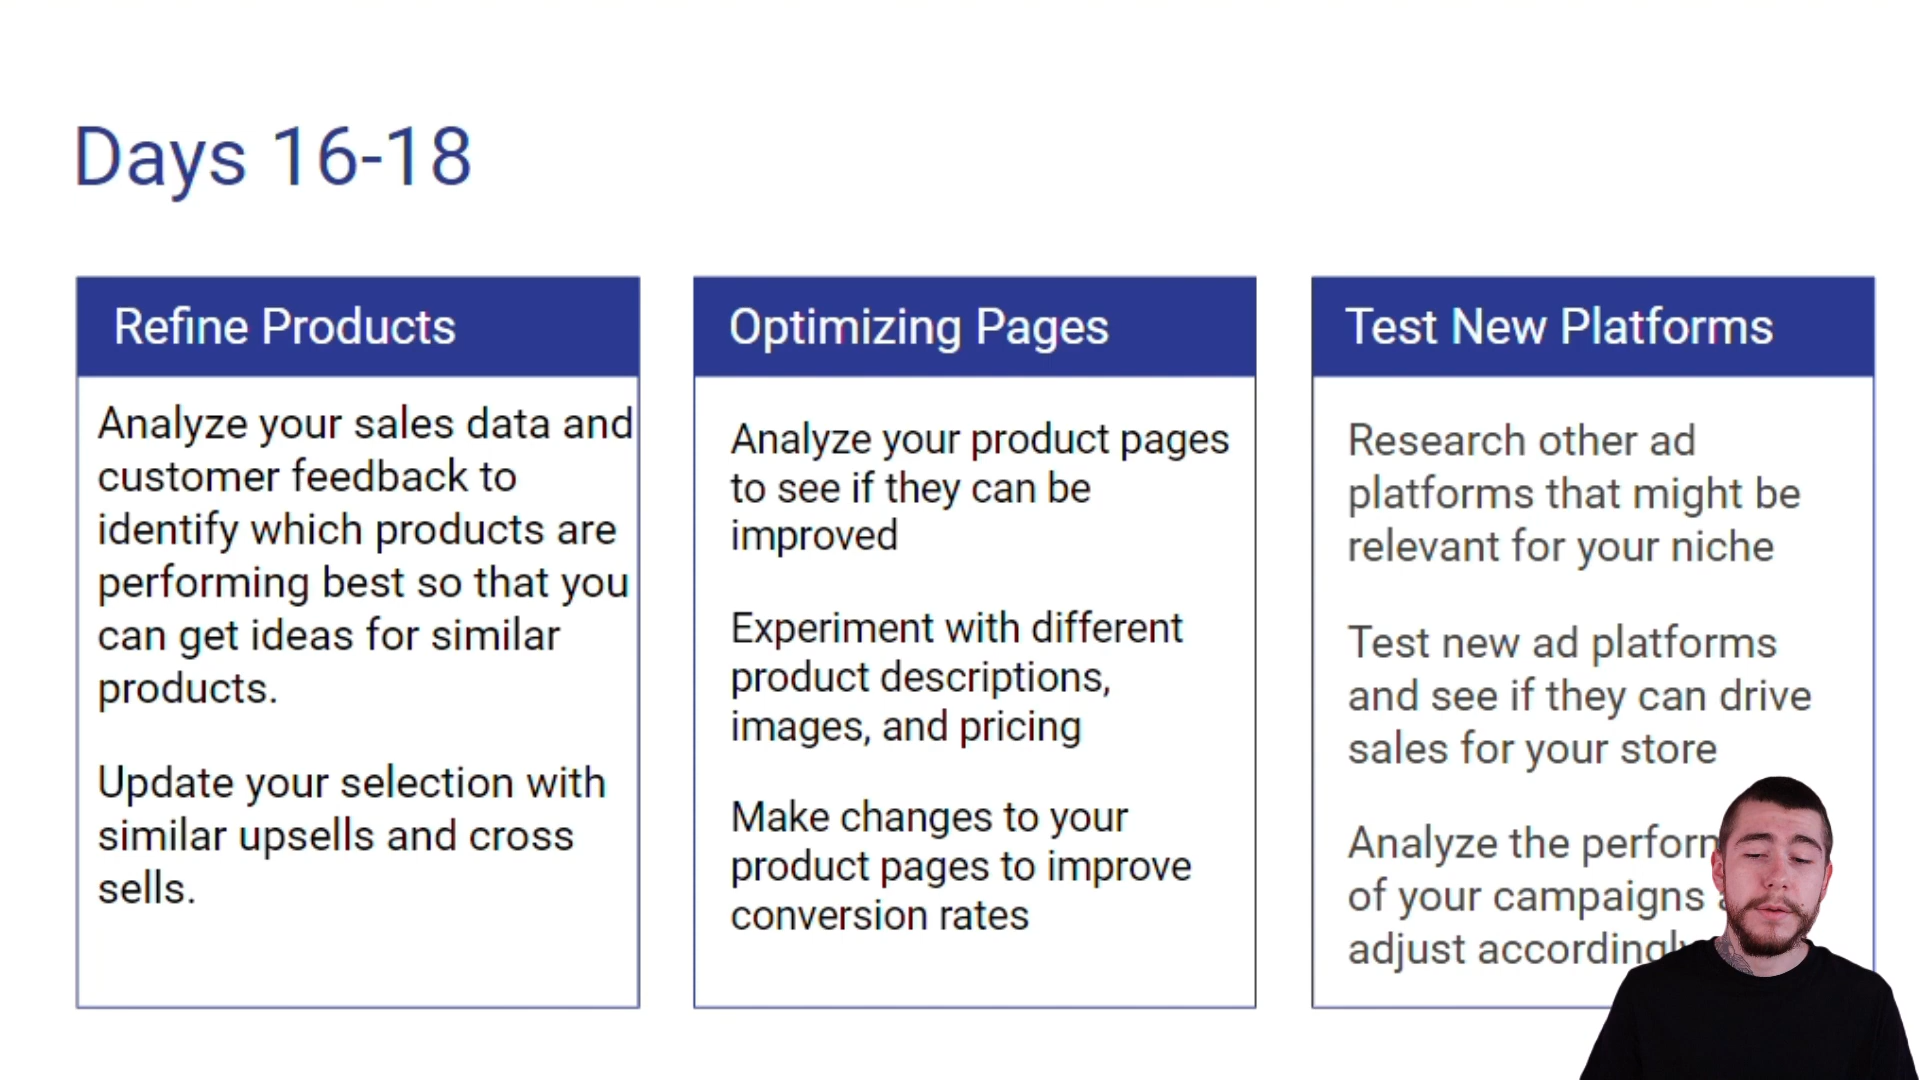 Days 16-18
Refine Products
Analyze your sales data and
customer feedback to
identify which products are
performing best so that you
can get ideas for similar
products.
Update your selection with
similar upsells and cross
sells.
Optimizing Pages
Analyze your product pages
to see if they can be
improved
Experiment with different
product descriptions,
images, and pricing
Make changes to your
product pages to improve
conversion rates
Test New Platforms
Research other ad
platforms that might be
relevant for your niche
Test new ad platforms
and see if they can drive
sales for your store
Analyze the
of your campaigns
adjust